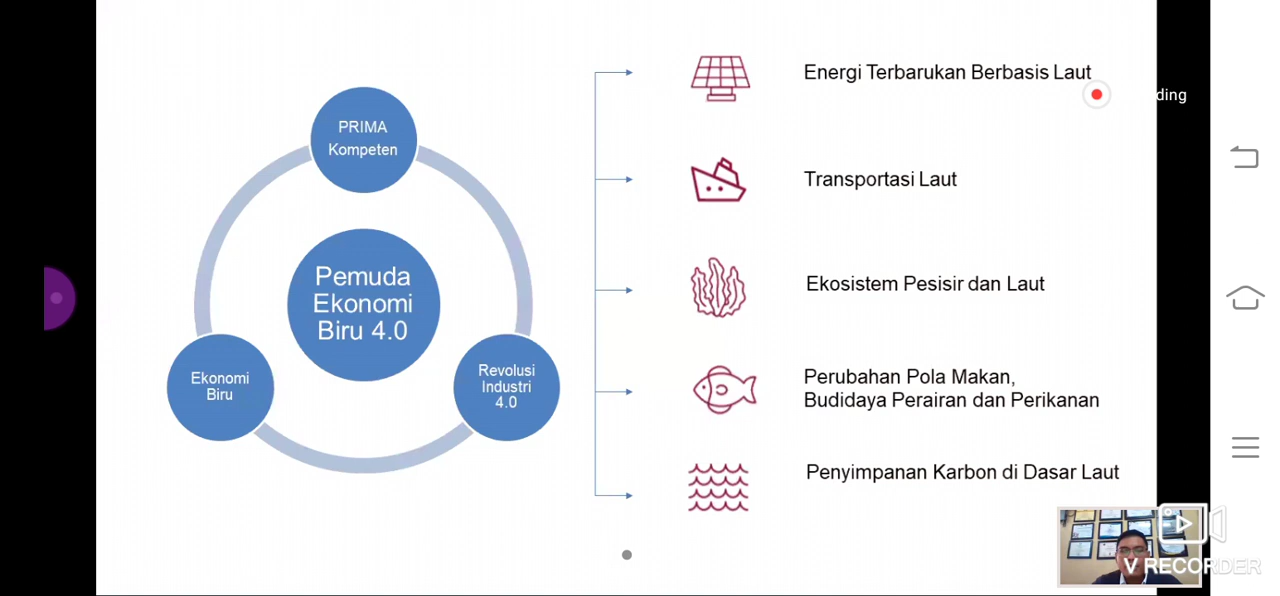 PRIMA
Kompeten
Pemuda
Ekonomi
Biru 4.0
Ekonomi
Biru
Revolusi
Industri
4.0
Energi Terbarukan Berbasis Laut
ding
Transportasi Laut
Ekosistem Pesisir dan Laut
Perubahan Pola Makan,
Budidaya Perairan dan Perikanan
Penyimpanan Karbon di Dasar Laut
V RECORDER